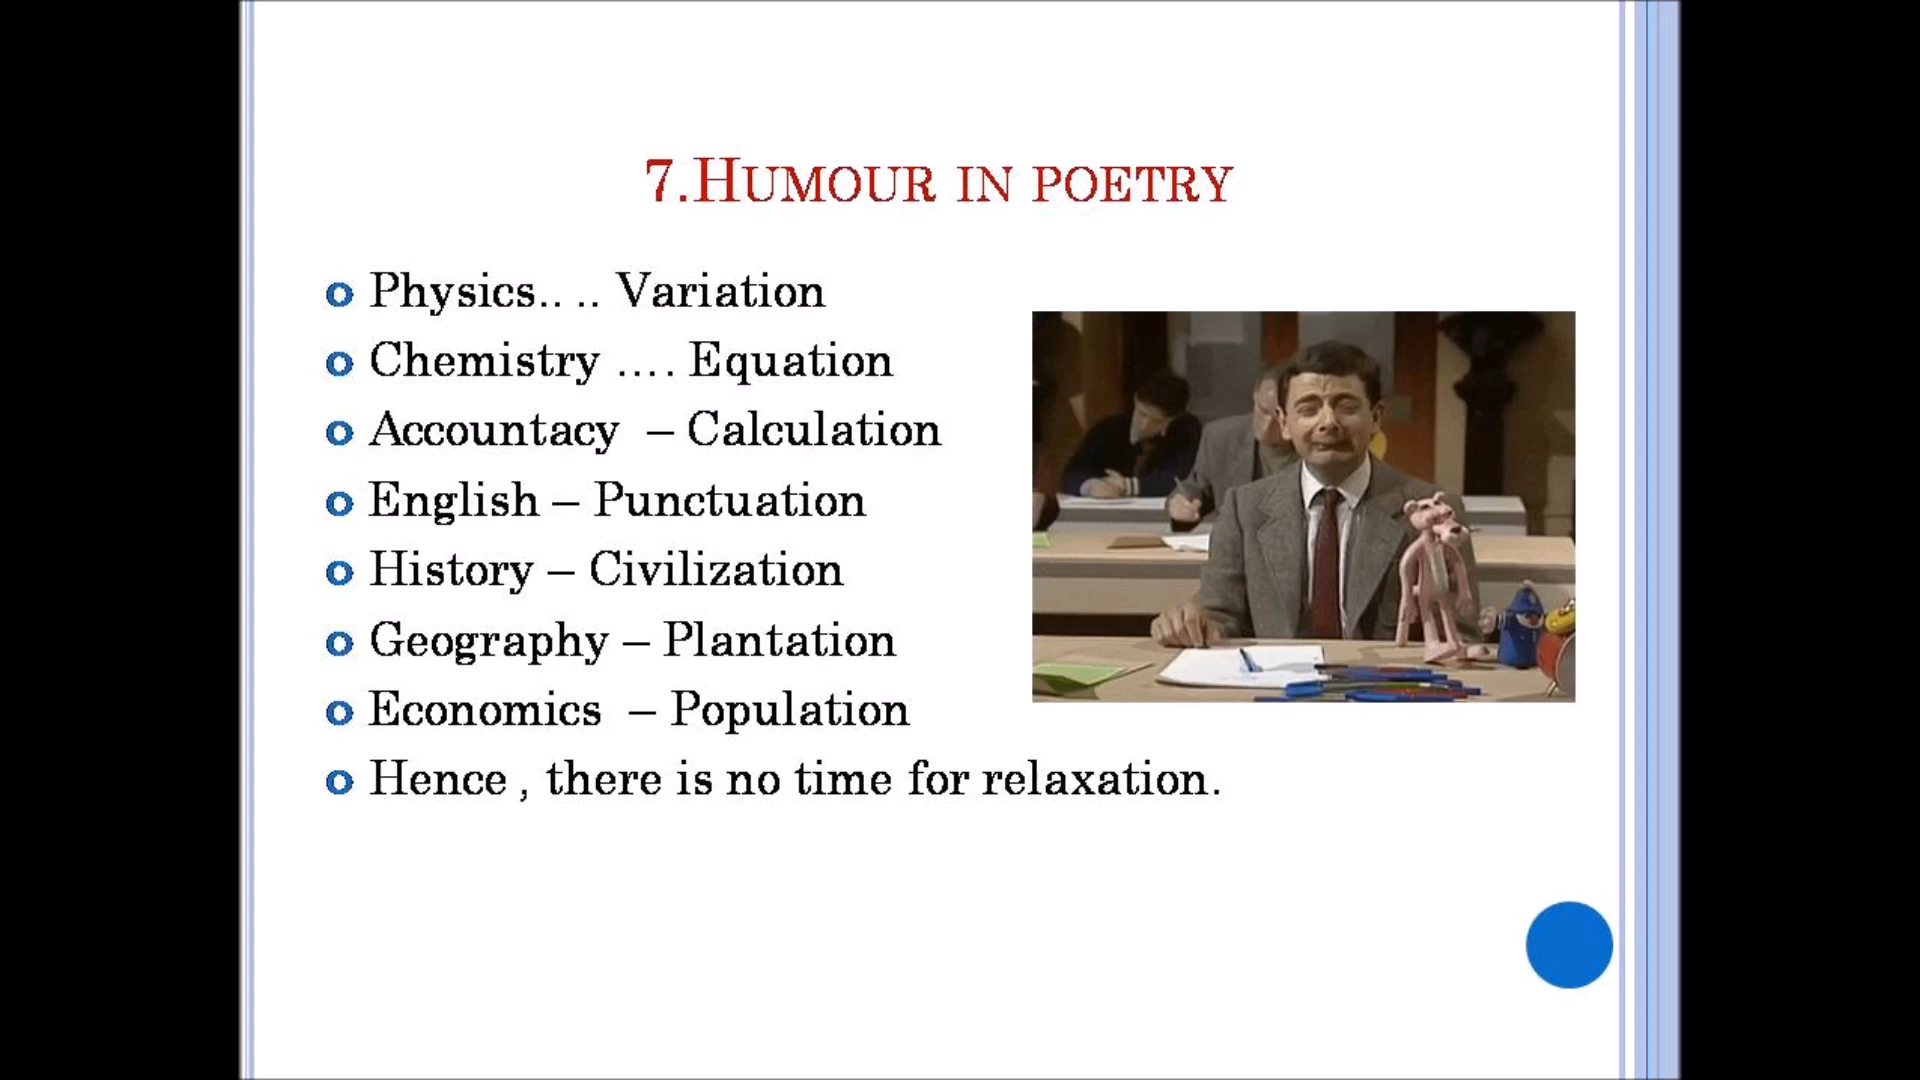 7.Humour in poetry
Physics.. .. Variation
Chemistry .... Equation
Accountacy – Calculation
English – Punctuation
History – Civilization
Geography – Plantation
Economics – Population
Hence , there is no time for relaxation.